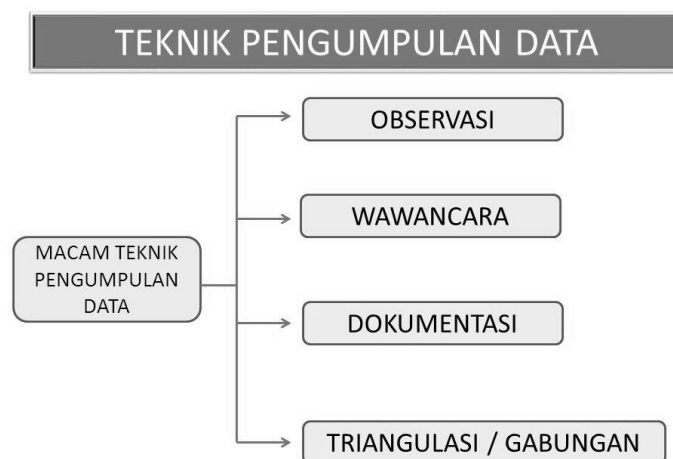 TEKNIK PENGUMPULAN DATA
OBSERVASI
WAWANCARA
MACAM TEKNIK
PENGUMPULAN
DATA
DOKUMENTASI
TRIANGULASI / GABUNGAN